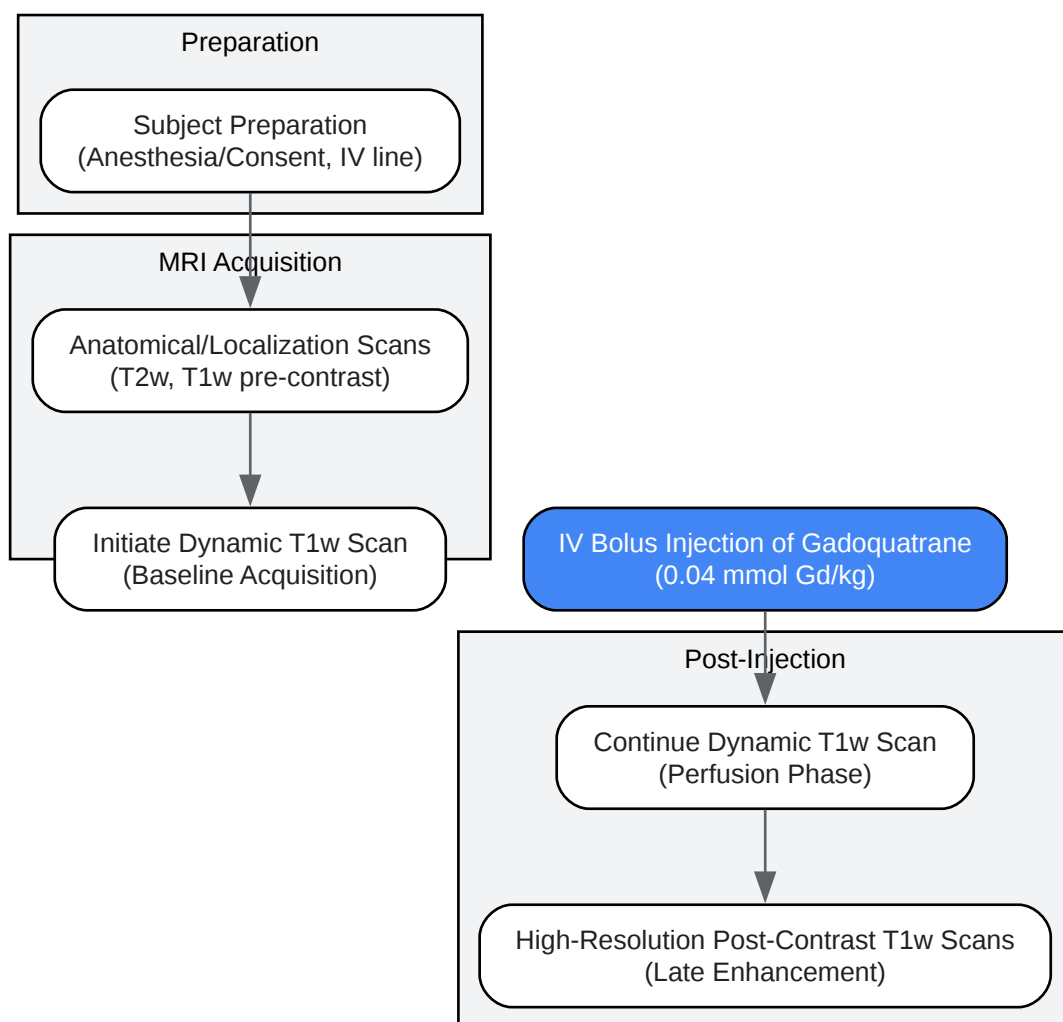 Preparation
Subject Preparation
(Anesthesia/Consent, IV line)
MRI Acquisition
Anatomical/Localization Scans
(T2w, T1w pre-contrast)
Initiate Dynamic T1w Scan
(Baseline Acquisition)
IV Bolus Injection of Gadoquatrane
(0.04 mmol Gd/kg)
Post-Injection
Continue Dynamic T1w Scan
(Perfusion Phase)
High-Resolution Post-Contrast T1w Scans
(Late Enhancement)